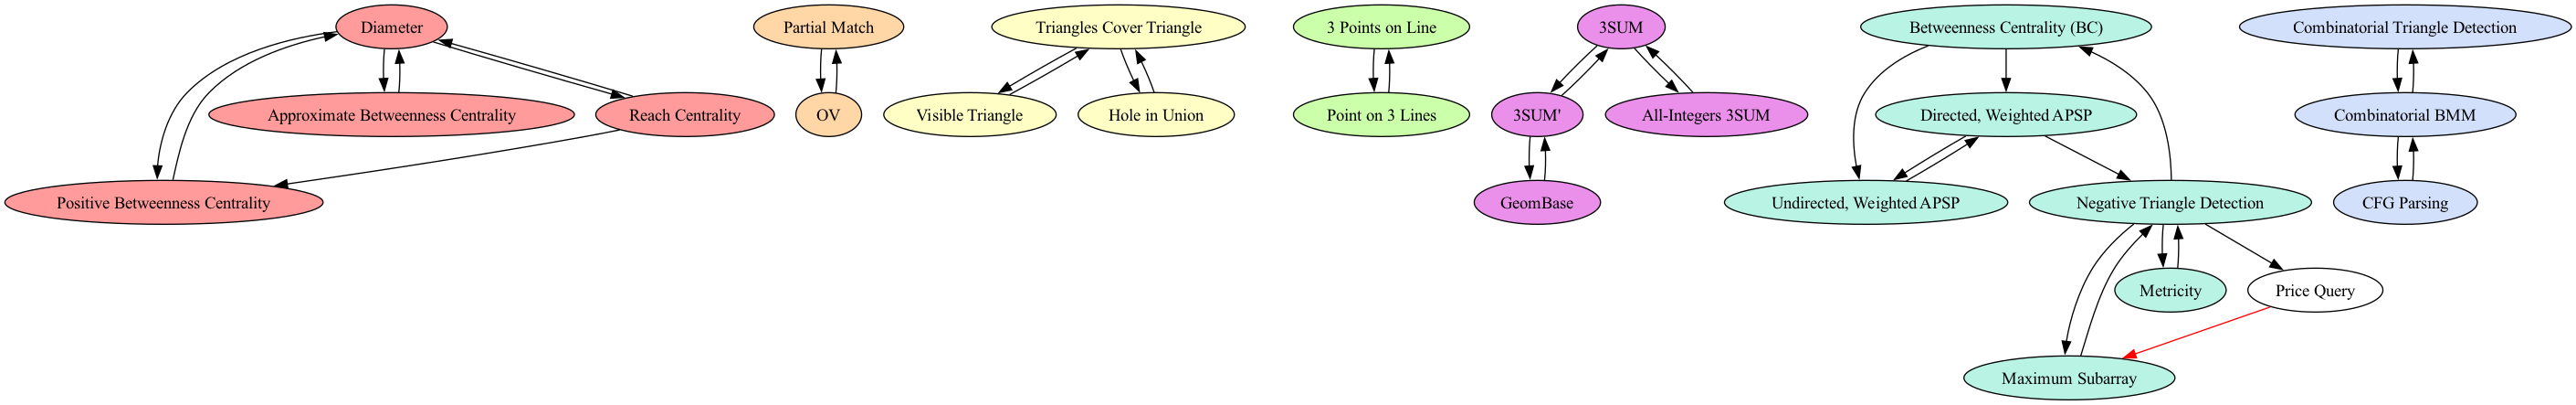 Diameter
Partial Match
Triangles Cover Triangle
3 Points on Line
3SUM
Betweenness Centrality (BC)
Combinatorial Triangle Detection
Approximate Betweenness Centrality
Reach Centrality
OV
Visible Triangle
Hole in Union
Point on 3 Lines
3SUM'
All-Integers 3SUM
Directed, Weighted APSP
Combinatorial BMM
Positive Betweenness Centrality
GeomBase
Undirected, Weighted APSP
Negative Triangle Detection
CFG Parsing
Metricity
Price Query
Maximum Subarray